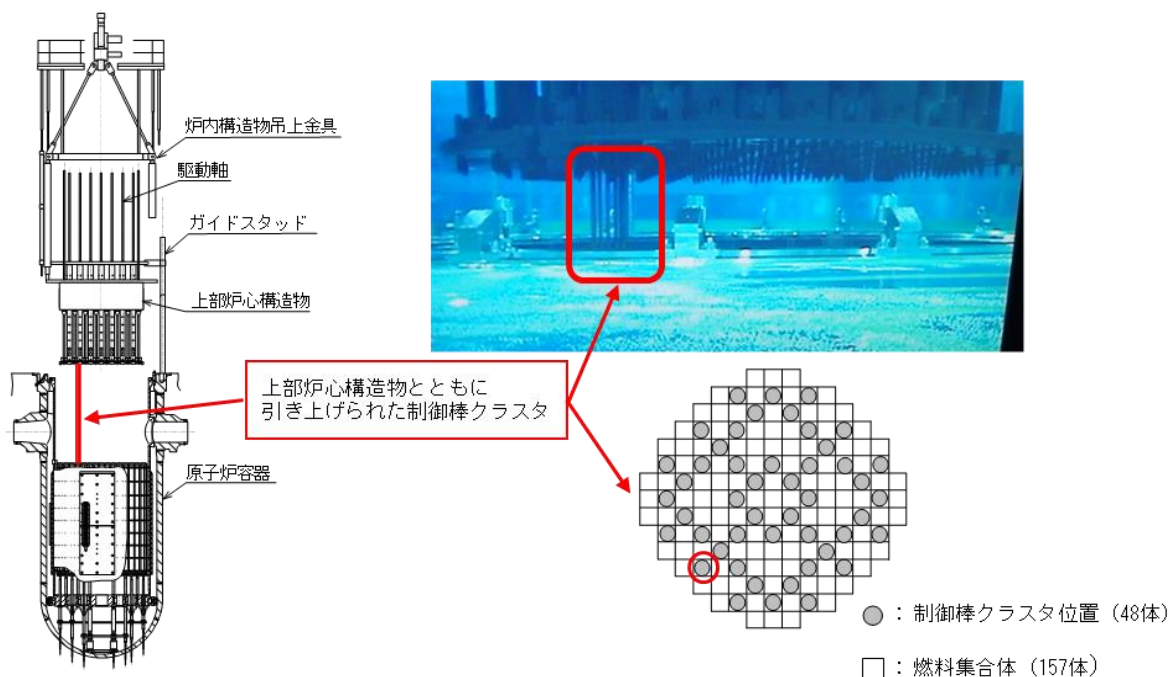 炉内構造物吊上金具
駆動軸
ガイドスタッド
上部炉心構造物
上部炉心構造物とともに
引き上げられた制御棒クラスタ
原子炉容器
：制御棒クラスタ位置（48体）
：燃料集合体（157体）